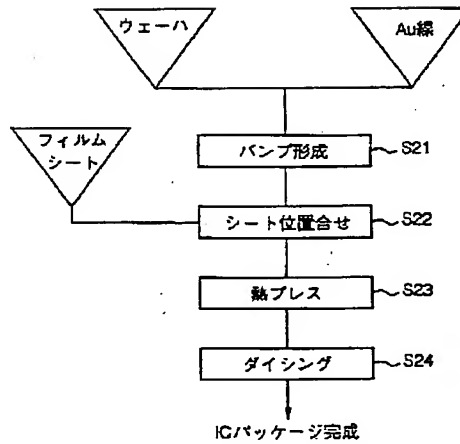 ウェーハ
Au線
フィルム
シート
バンプ形成
S21
シート位置合せ
S22
熱プレス
S23
ダイシング
S24
ICパッケージ完成